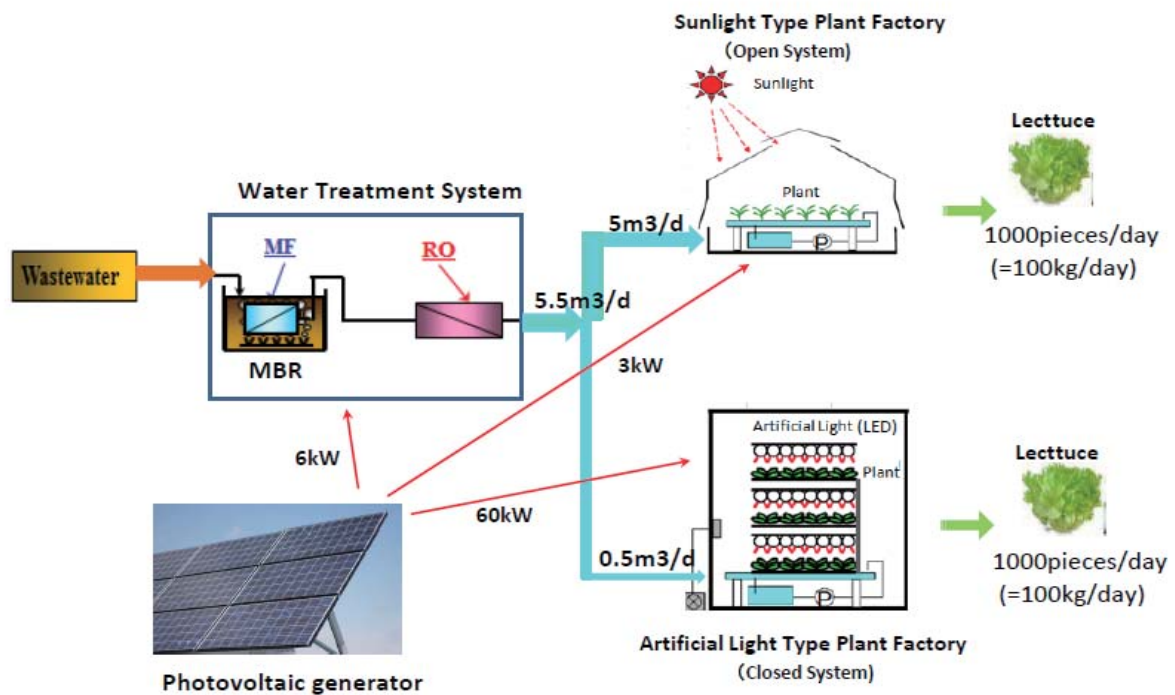 Sunlight Type Plant Factory
(Open System)
Sunlight
Lecttuce
Plant
1000pieces/day
(=100kg/day)
Water Treatment System
Wastewater
MF
RO
MBR
5.5m3/d
5m3/d
3kW
6kW
60kW
0.5m3/d
P
Artificial Light (LED)
Plant
P
Lecttuce
1000pieces/day
(=100kg/day)
Artificial Light Type Plant Factory
(Closed System)
Photovoltaic generator